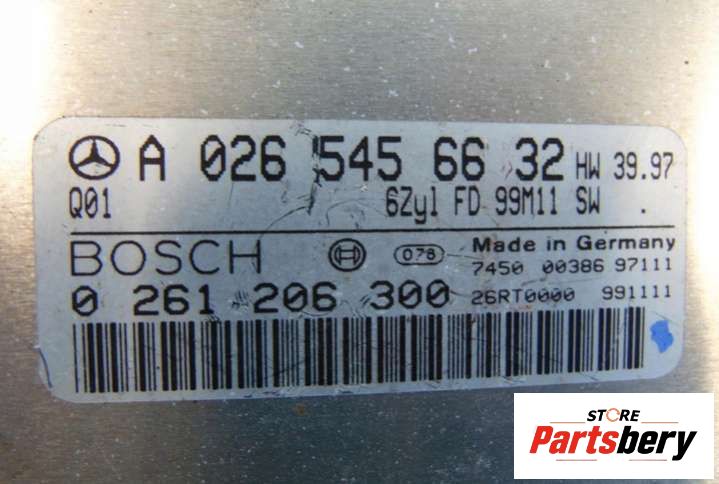 A 026 545 66 32 HW 39.97
Q01 6Zyl FD 99M11 SW .
BOSCH 078 Made in Germany
7450 00386 97111
0 261 206 300 26RT0000 991111
STORE
Partsbery